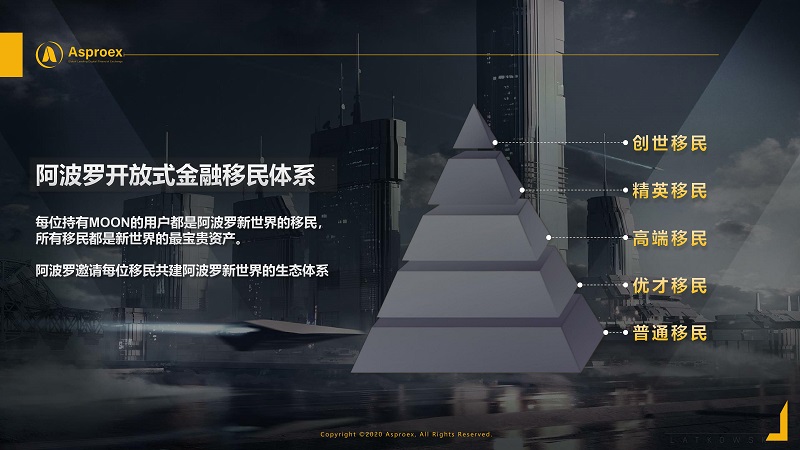 Asproex
阿波罗开放式金融移民体系
每位持有MOON的用户都是阿波罗新世界的移民，
所有移民都是新世界的最宝贵资产。
阿波罗邀请每位移民共建阿波罗新世界的生态体系
创世移民
精英移民
高端移民
优才移民
普通移民
Copyright ©2020 Asproex, All Rights Reserved.